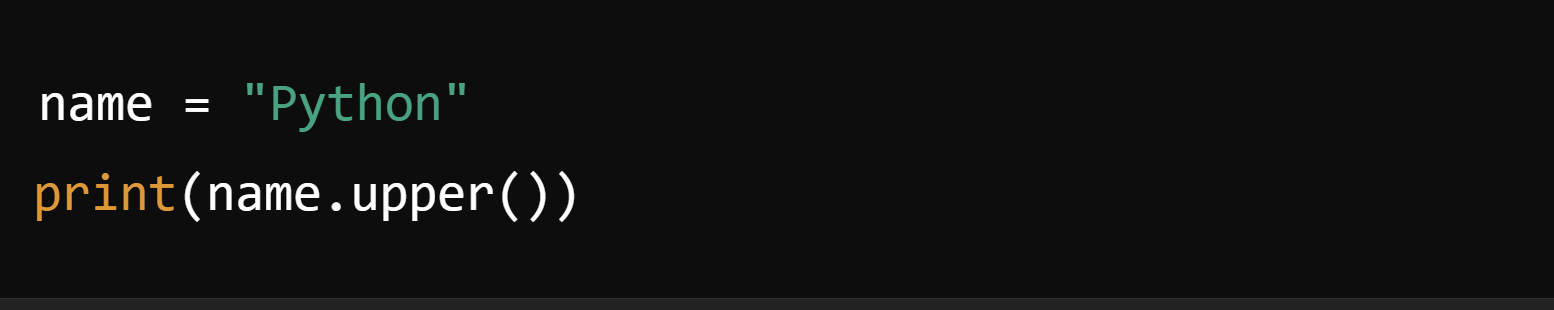 name = "Python"
print(name.upper())